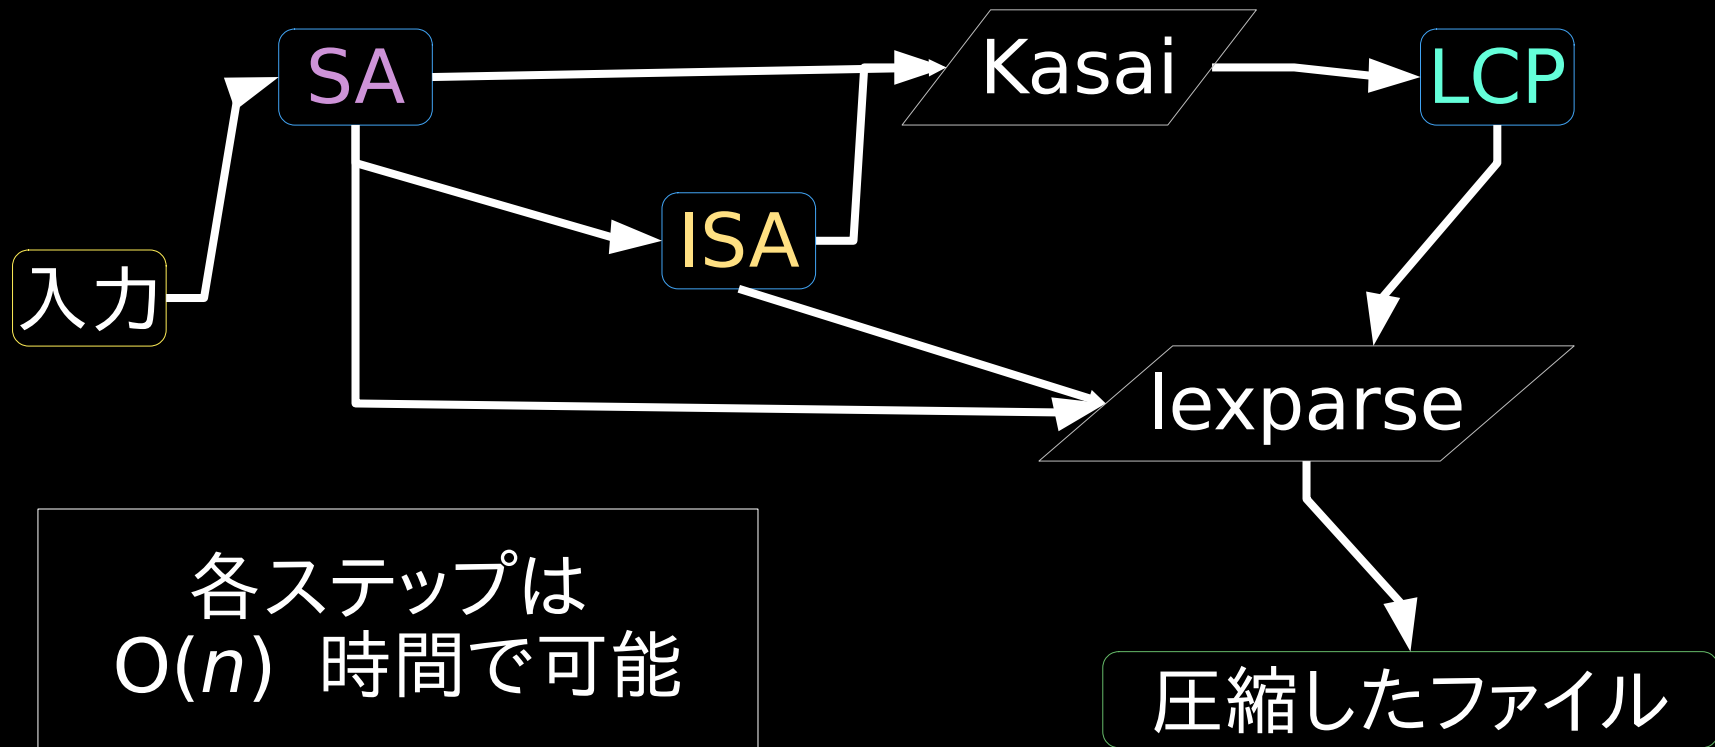 SA
Kasai
LCP
ISA
入力
lexparse
各ステップは
O(n) 時間で可能
圧縮したファイル